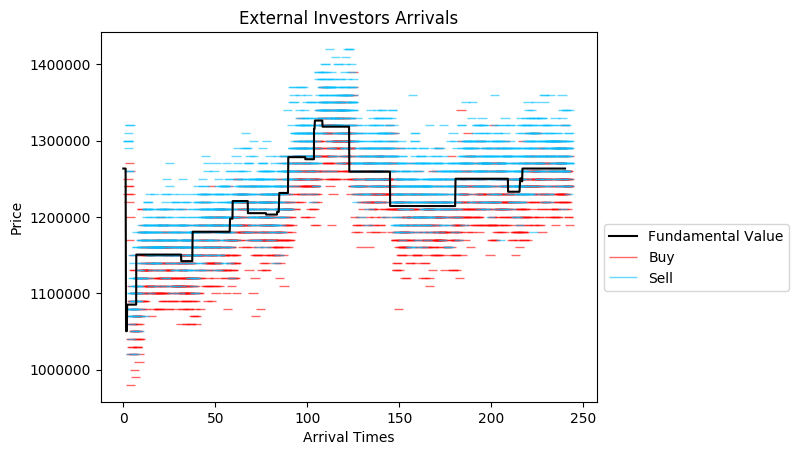 External Investors Arrivals
1400000
1300000
1200000
1100000
1000000
Price
0 50 100 150 200 250
Arrival Times
Fundamental Value
Buy
Sell